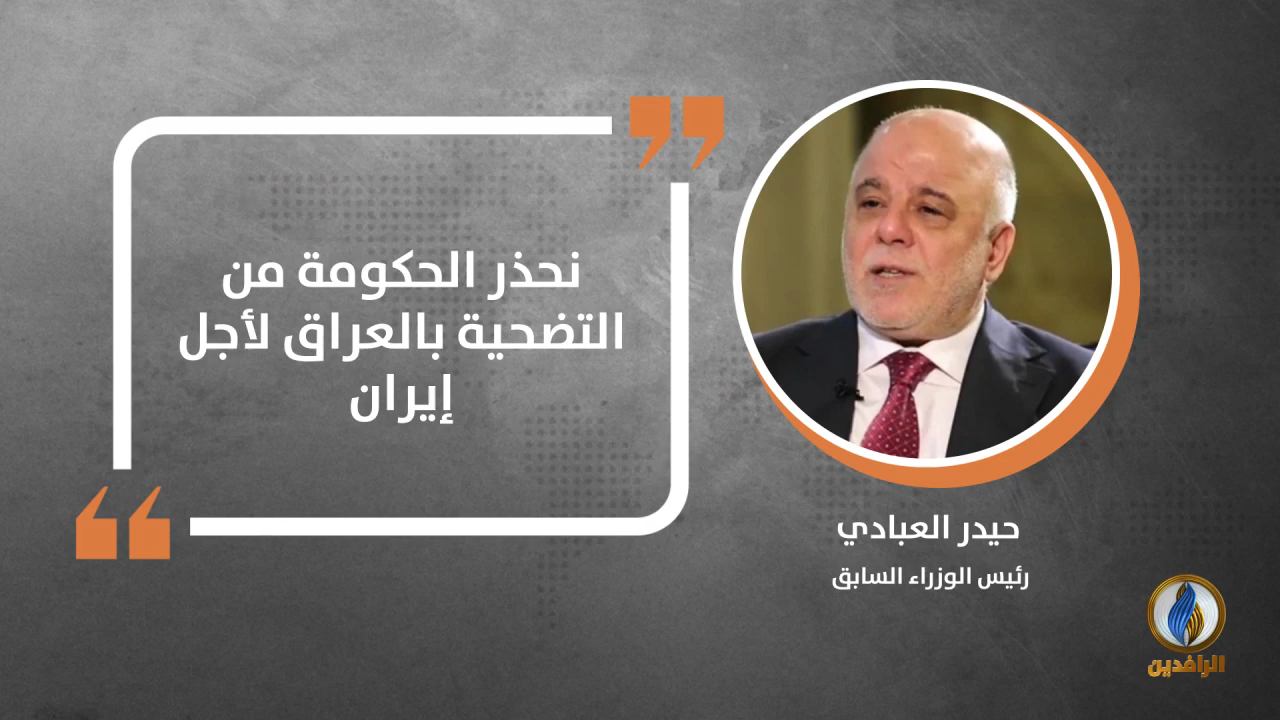 نحذر الحكومة من
التضحية بالعراق لأجل
إيران
حيدر العبادي
رئيس الوزراء السابق
الرافدين